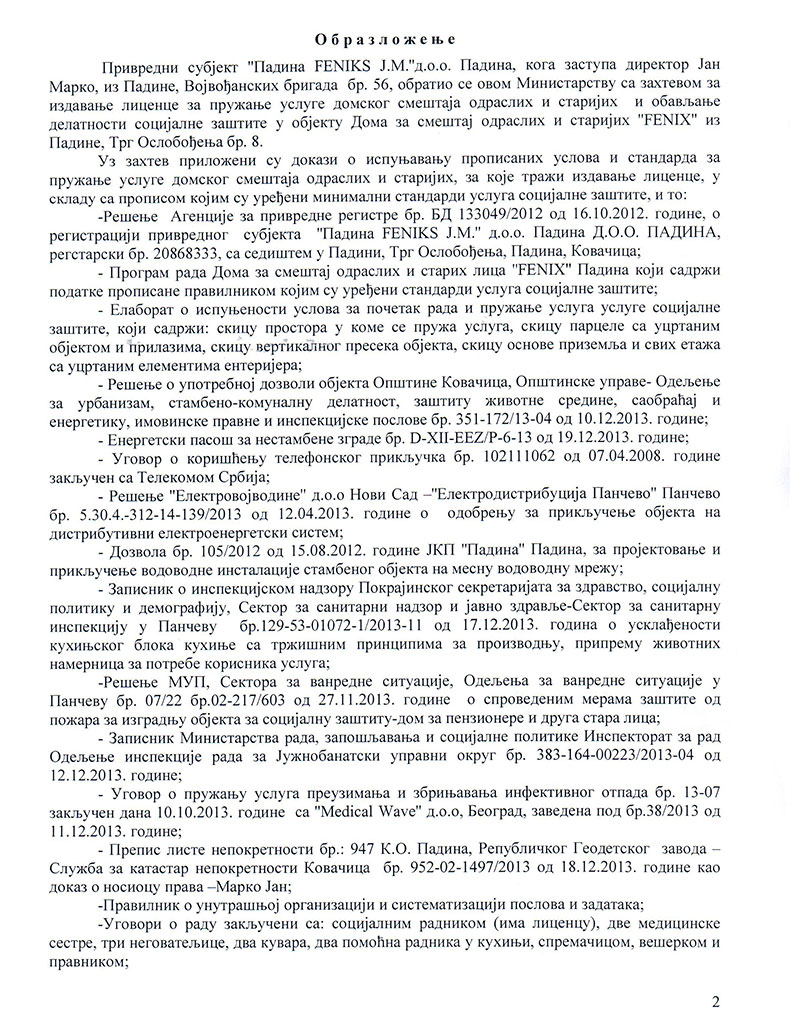 О б р а з л о ж е њ е
Привредни субјект "Падина FENIKS J.M."д.о.о. Падина, кога заступа директор Јан
Марко, из Падине, Војвођанских бригада бр. 56, обратио се овом Министарству са захтевом за
издавање лиценце за пружање услуге домског смештаја одраслих и старијих и обављање
делатности социјалне заштите у објекту Дома за смештај одраслих и старијих "FENIX" из
Падине, Трг Ослобођења бр. 8.
Уз захтев приложени су докази о испуњавању прописаних услова и стандарда за
пружање услуге домског смештаја одраслих и старијих, за које тражи издавање лиценце, у
складу са прописом којим су уређени минимални стандарди услуга социјалне заштите, и то:
-Решење Агенције за привредне регистре бр. БД 133049/2012 од 16.10.2012. године, о
регистрацији привредног субјекта "Падина FENIKS J.M." д.о.о. Падина Д.О.О. ПАДИНА,
регстарски бр. 20868333, са седиштем у Падини, Трг Ослобођења, Падина, Ковачица;
- Програм рада Дома за смештај одраслих и старих лица "FENIX" Падина који садржи
податке прописане правилником којим су уређени стандарди услуга социјалне заштите;
- Елаборат о испуњености услова за почетак рада и пружање услуга услуге социјалне
заштите, који садржи: скицу простора у коме се пружа услуга, скицу парцеле са уцртаним
објектом и прилазима, скицу вертикалног пресека објекта, скицу основе приземља и свих етажа
са уцртаним елементима ентеријера;
- Решење о употребној дозволи објекта Општине Ковачица, Општинске управе- Одељење
за урбанизам, стамбено-комуналну делатност, заштиту животне средине, саобраћај и
енергетику, имовинске правне и инспекцијске послове бр. 351-172/13-04 од 10.12.2013. године;
- Енергетски пасош за нестамбене зграде бр. D-XII-EEZ/P-6-13 од 19.12.2013. године;
- Уговор о коришћењу телефонског прикључка бр. 102111062 од 07.04.2008. године
закључен са Телекомом Србија;
- Решење "Електровојводине" д.о.о Нови Сад –"Електродистрибуција Панчево" Панчево
бр. 5.30.4.-312-14-139/2013 од 12.04.2013. године о одобрењу за прикључење објекта на
дистрибутивни електроенергетски систем;
- Дозвола бр. 105/2012 од 15.08.2012. године ЈКП "Падина" Падина, за пројектовање и
прикључење водоводне инсталације стамбеног објекта на месну водоводну мрежу;
- Записник о инспекцијском надзору Покрајинског секретаријата за здравство, социјалну
политику и демографију, Сектор за санитарни надзор и јавно здравље-Сектор за санитарну
инспекцију у Панчеву бр.129-53-01072-1/2013-11 од 17.12.2013. година о усклађености
кухињског блока кухиње са тржишним принципима за производњу, припрему животних
намерница за потребе корисника услуга;
-Решење МУП, Сектора за ванредне ситуације, Одељења за ванредне ситуације у
Панчеву бр. 07/22 бр.02-217/603 од 27.11.2013. године о спроведеним мерама заштите од
пожара за изградњу објекта за социјалну заштиту-дом за пензионере и друга стара лица;
- Записник Министарства рада, запошљавања и социјалне политике Инспекторат за рад
Одељење инспекције рада за Јужнобанатски управни округ бр. 383-164-00223/2013-04 од
12.12.2013. године;
- Уговор о пружању услуга преузимања и збрињавања инфективног отпада бр. 13-07
закључен дана 10.10.2013. године са "Medical Wave" д.о.о, Београд, заведена под бр.38/2013 од
11.12.2013. године;
- Препис листе непокретности бр.: 947 К.О. Падина, Републичког Геодетског завода –
Служба за катастар непокретности Ковачица бр. 952-02-1497/2013 од 18.12.2013. године као
доказ о носиоцу права –Марко Јан;
-Правилник о унутрашњој организацији и систематизацији послова и задатака;
-Уговори о раду закључени са: социјалним радником (има лиценцу), две медицинске
сестре, три неговатељице, два кувара, два помоћна радника у кухињи, спремачицом, вешерком и
правником;
2